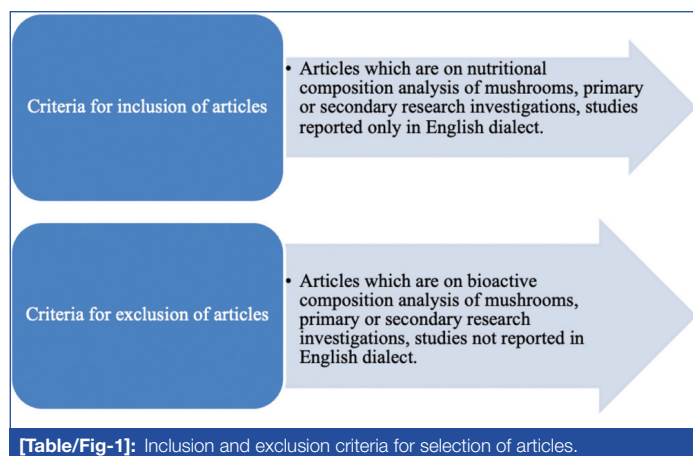 Criteria for inclusion of articles
• Articles which are on nutritional
composition analysis of mushrooms, primary
or secondary research investigations, studies
reported only in English dialect.
Criteria for exclusion of articles
• Articles which are on bioactive
composition analysis of mushrooms,
primary or secondary research
investigations, studies not reported in
English dialect.
[Table/Fig-1]: Inclusion and exclusion criteria for selection of articles.